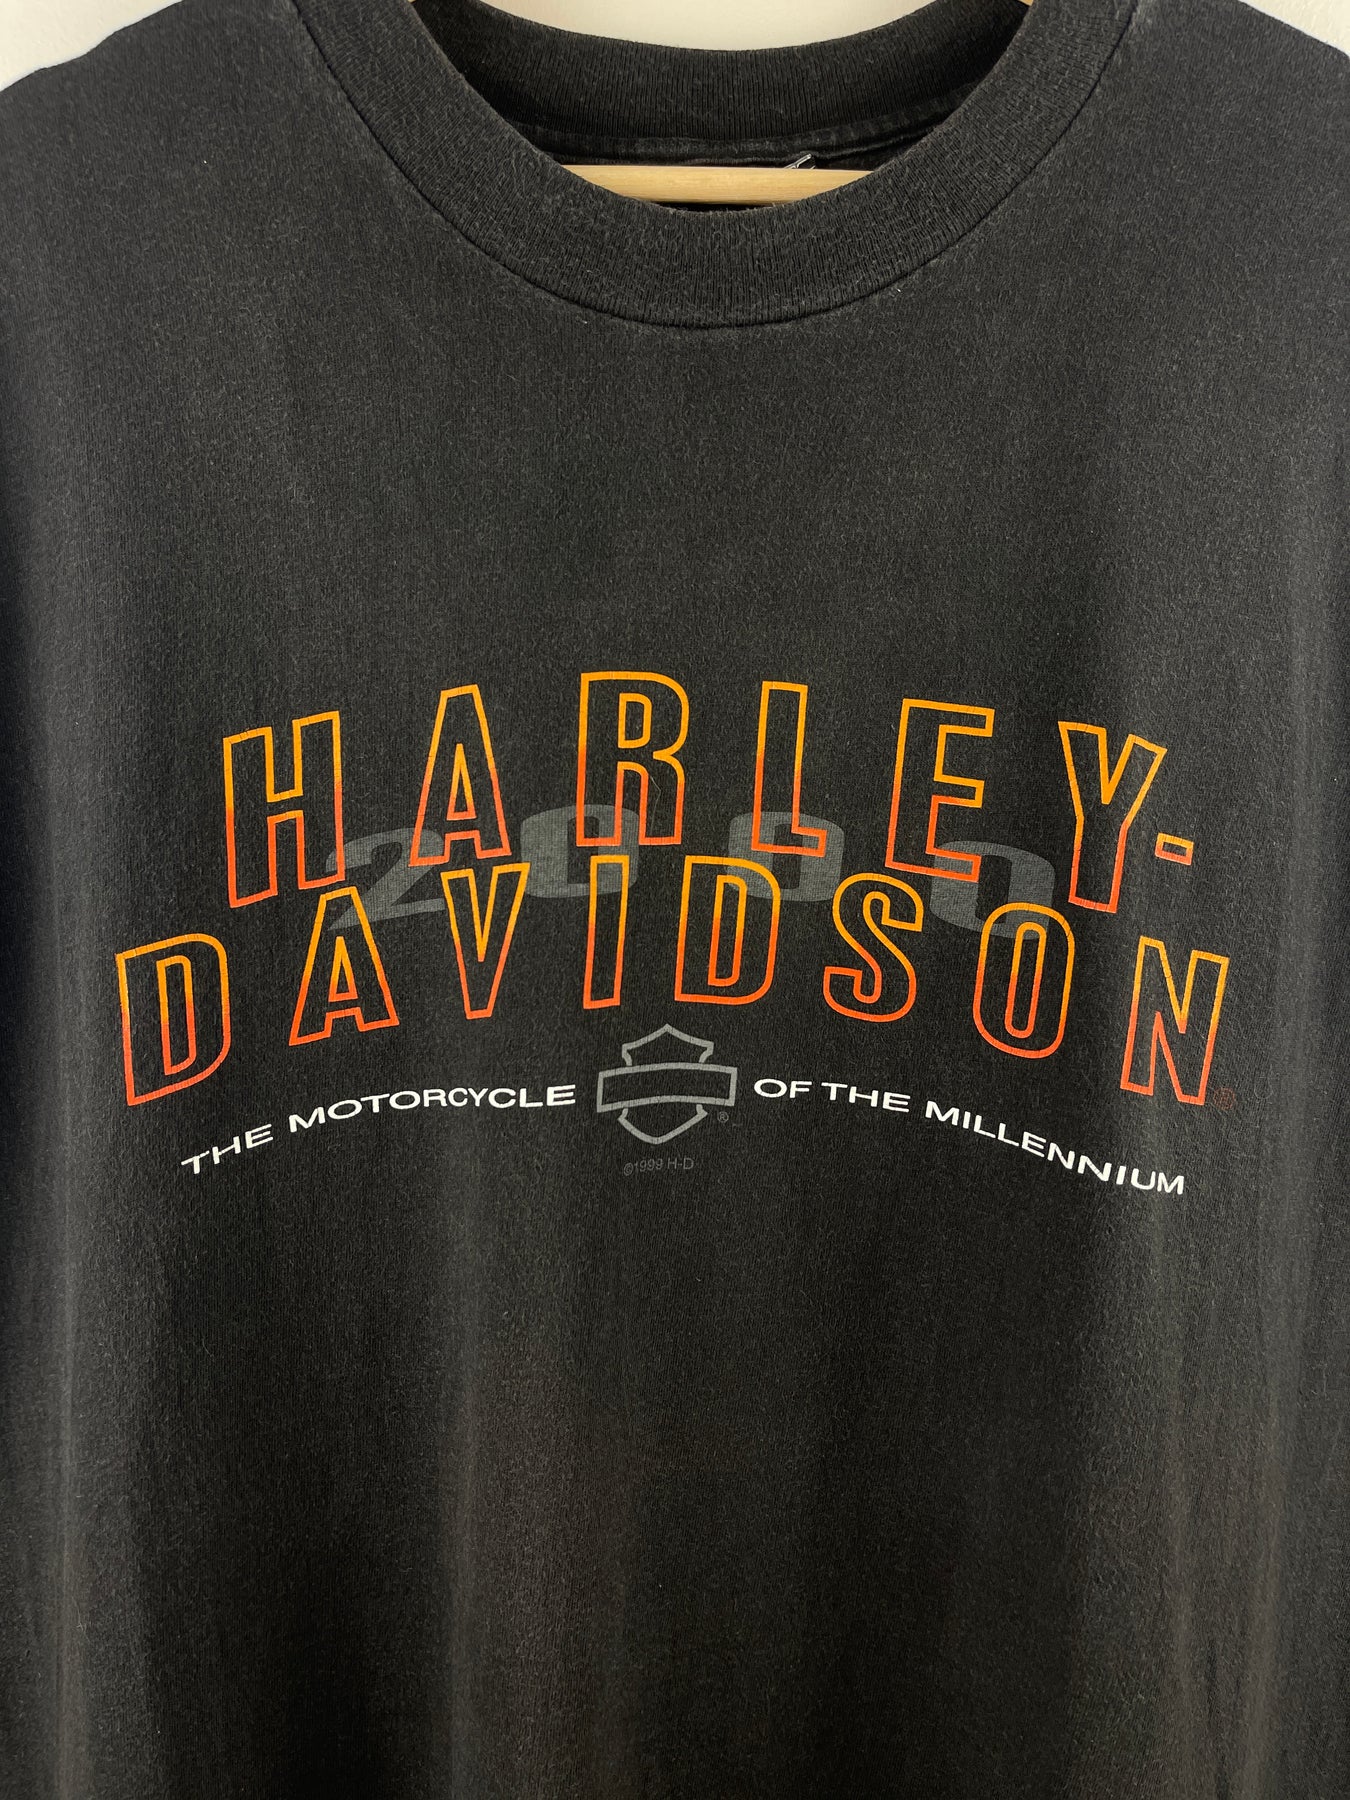 HARLEY-
2000
DAVIDSON®
THE MOTORCYCLE OF THE MILLENNIUM
®
©1999 H-D